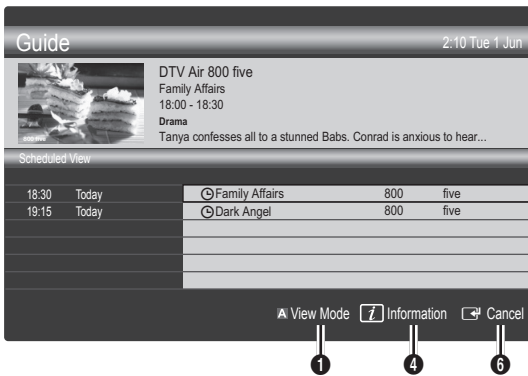 Guide 2:10 Tue 1 Jun
DTV Air 800 five
Family Affairs
18:00 - 18:30
Drama
Tanya confesses all to a stunned Babs. Conrad is anxious to hear...
800 five
Scheduled View
18:30 Today Family Affairs 800 five
19:15 Today Dark Angel 800 five
A View Mode i Information Cancel
1 4 6